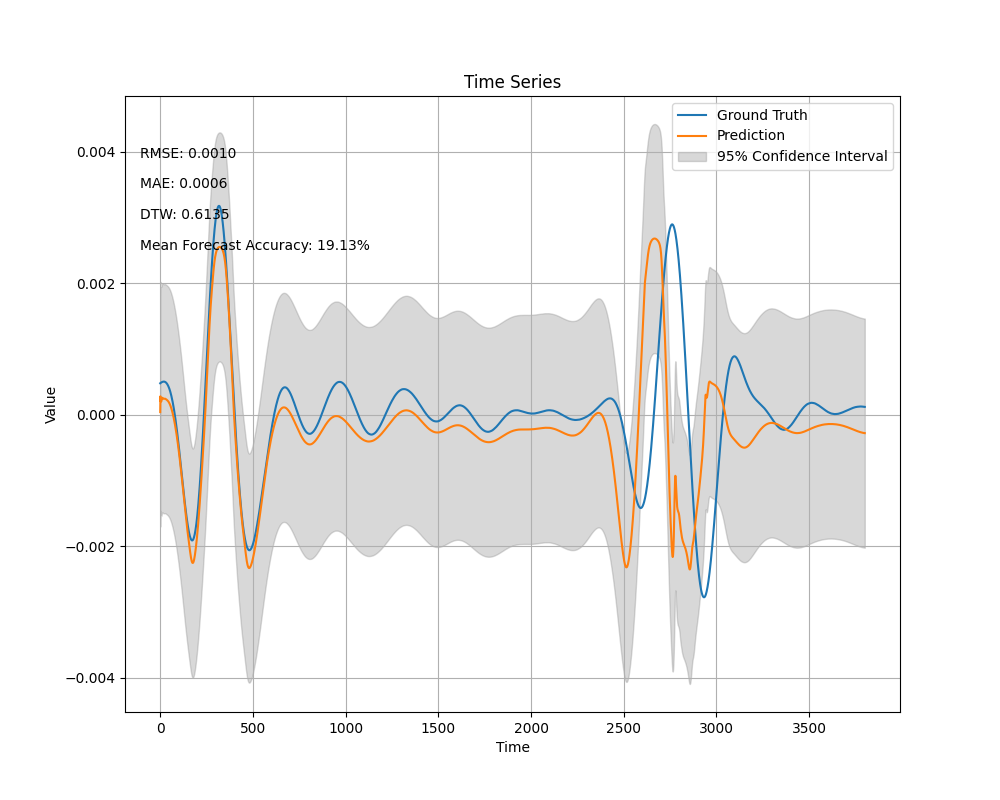 Time Series
Ground Truth
Prediction
95% Confidence Interval
RMSE: 0.0010
MAE: 0.0006
DTW: 0.6135
Mean Forecast Accuracy: 19.13%
0.004
0.002
0.000
−0.002
−0.004
Value
0 500 1000 1500 2000 2500 3000 3500
Time